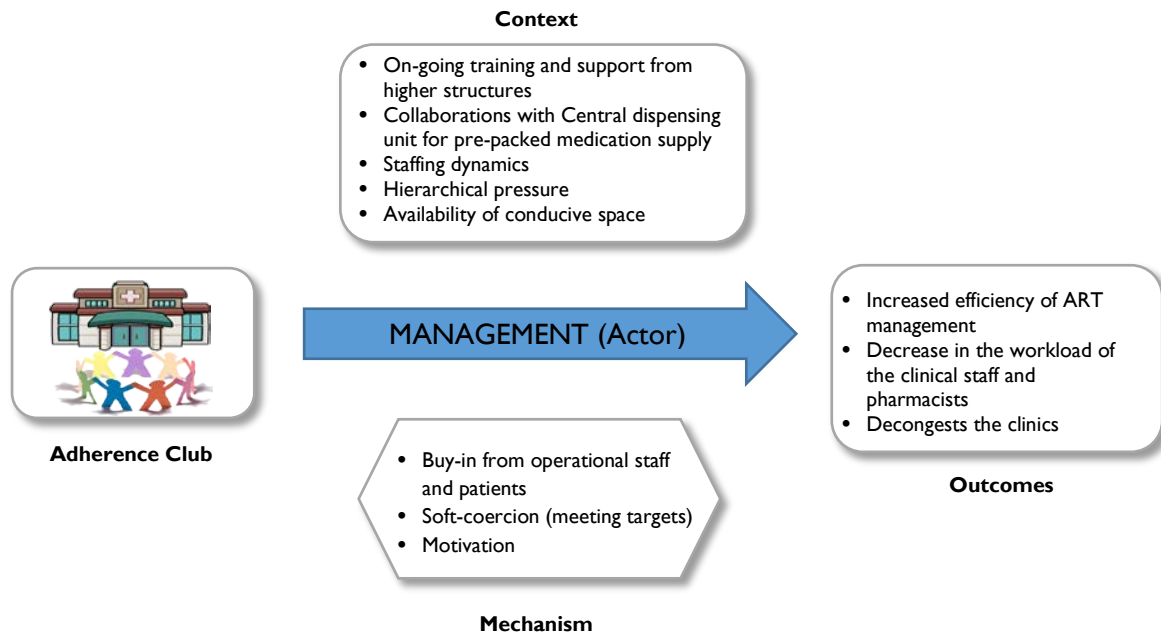 Context
• On-going training and support from
higher structures
• Collaborations with Central dispensing
unit for pre-packed medication supply
• Staffing dynamics
• Hierarchical pressure
• Availability of conducive space
Adherence Club
MANAGEMENT (Actor)
• Increased efficiency of ART
management
• Decrease in the workload of
the clinical staff and
pharmacists
• Decongests the clinics
Outcomes
• Buy-in from operational staff
and patients
• Soft-coercion (meeting targets)
• Motivation
Mechanism